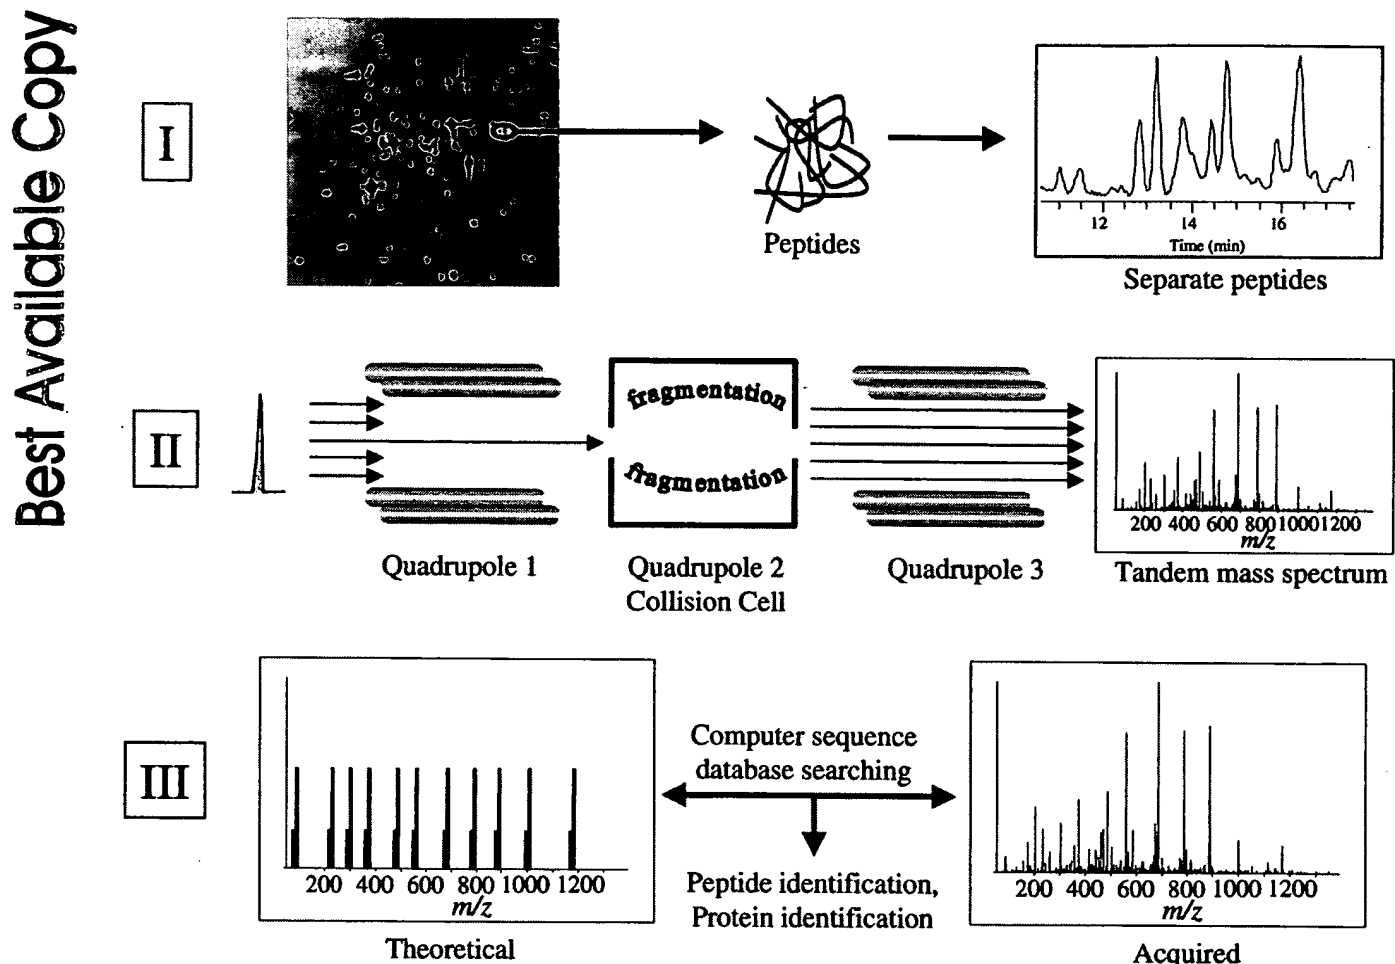 Best Available Copy
I
Peptides
12 14 16
Time (min)
Separate peptides
II
fragmentation
fragmentation
Quadrupole 1
Quadrupole 2
Collision Cell
Quadrupole 3
200 400 600 800 1000 1200
m/z
Tandem mass spectrum
III
200 400 600 800 1000 1200
m/z
Theoretical
Computer sequence
database searching
Peptide identification,
Protein identification
200 400 600 800 1000 1200
m/z
Acquired